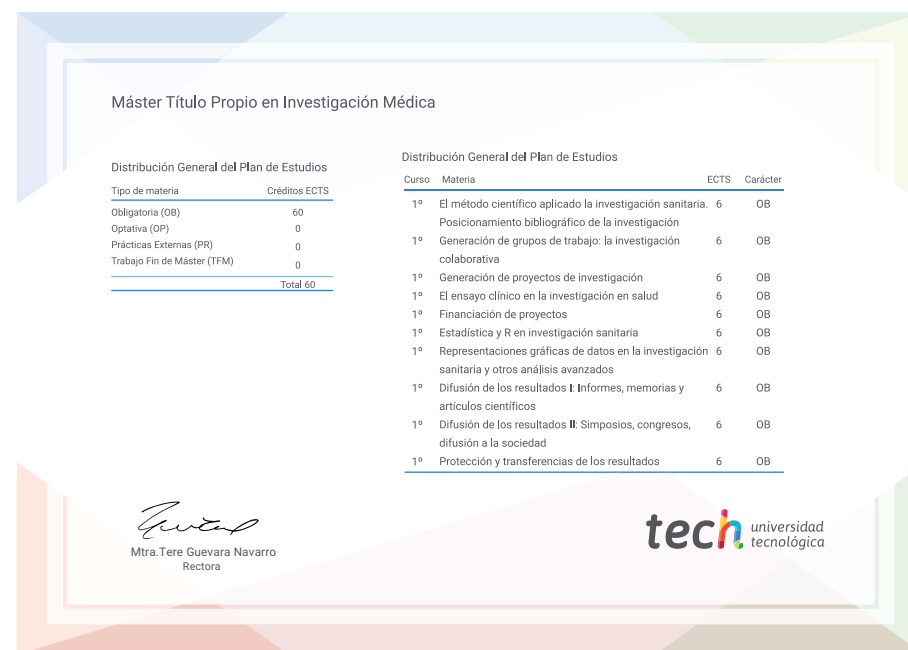 Máster Título Propio en Investigación Médica
Distribución General del Plan de Estudios
Tipo de materia Créditos ECTS
Obligatoria (OB) 60
Optativa (OP) 0
Prácticas Externas (PR) 0
Trabajo Fin de Máster (TFM) 0
Total 60
Distribución General del Plan de Estudios
Curso Materia ECTS Carácter
1º El método científico aplicado la investigación sanitaria. 6 OB
Posicionamiento bibliográfico de la investigación
1º Generación de grupos de trabajo: la investigación 6 OB
colaborativa
1º Generación de proyectos de investigación 6 OB
1º El ensayo clínico en la investigación en salud 6 OB
1º Financiación de proyectos 6 OB
1º Estadística y R en investigación sanitaria 6 OB
1º Representaciones gráficas de datos en la investigación 6 OB
sanitaria y otros análisis avanzados
1º Difusión de los resultados I: Informes, memorias y 6 OB
artículos científicos
1º Difusión de los resultados II: Simposios, congresos, 6 OB
difusión a la sociedad
1º Protección y transferencias de los resultados 6 OB
Mtra.Tere Guevara Navarro
Rectora
tech universidad
tecnológica